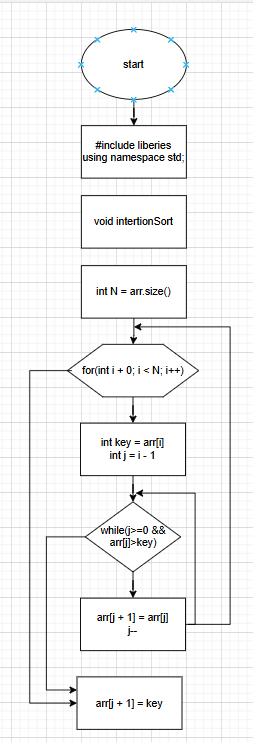 start
#include liberies
using namespace std;
void intertionSort
int N = arr.size()
for(int i + 0; i < N; i++)
int key = arr[i]
int j = i - 1
while(j>=0 &&
arr[j]>key)
arr[j + 1] = arr[j]
j--
arr[j + 1] = key